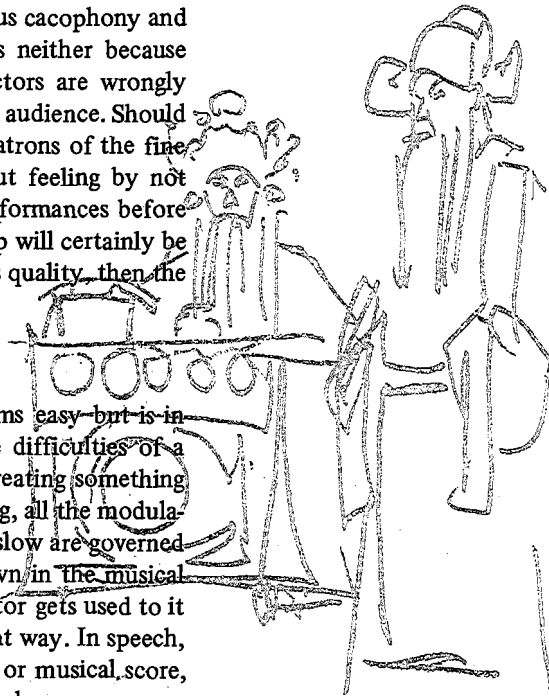 us cacophony and
s neither because
ctors are wrongly
audience. Should
atrons of the fine
ut feeling by not
formances before
p will certainly be
s quality, then the
ms easy but is in
e difficulties of a
reating something
g, all the modula-
slow are governed
wn in the musical
tor gets used to it
at way. In speech,
or musical score,